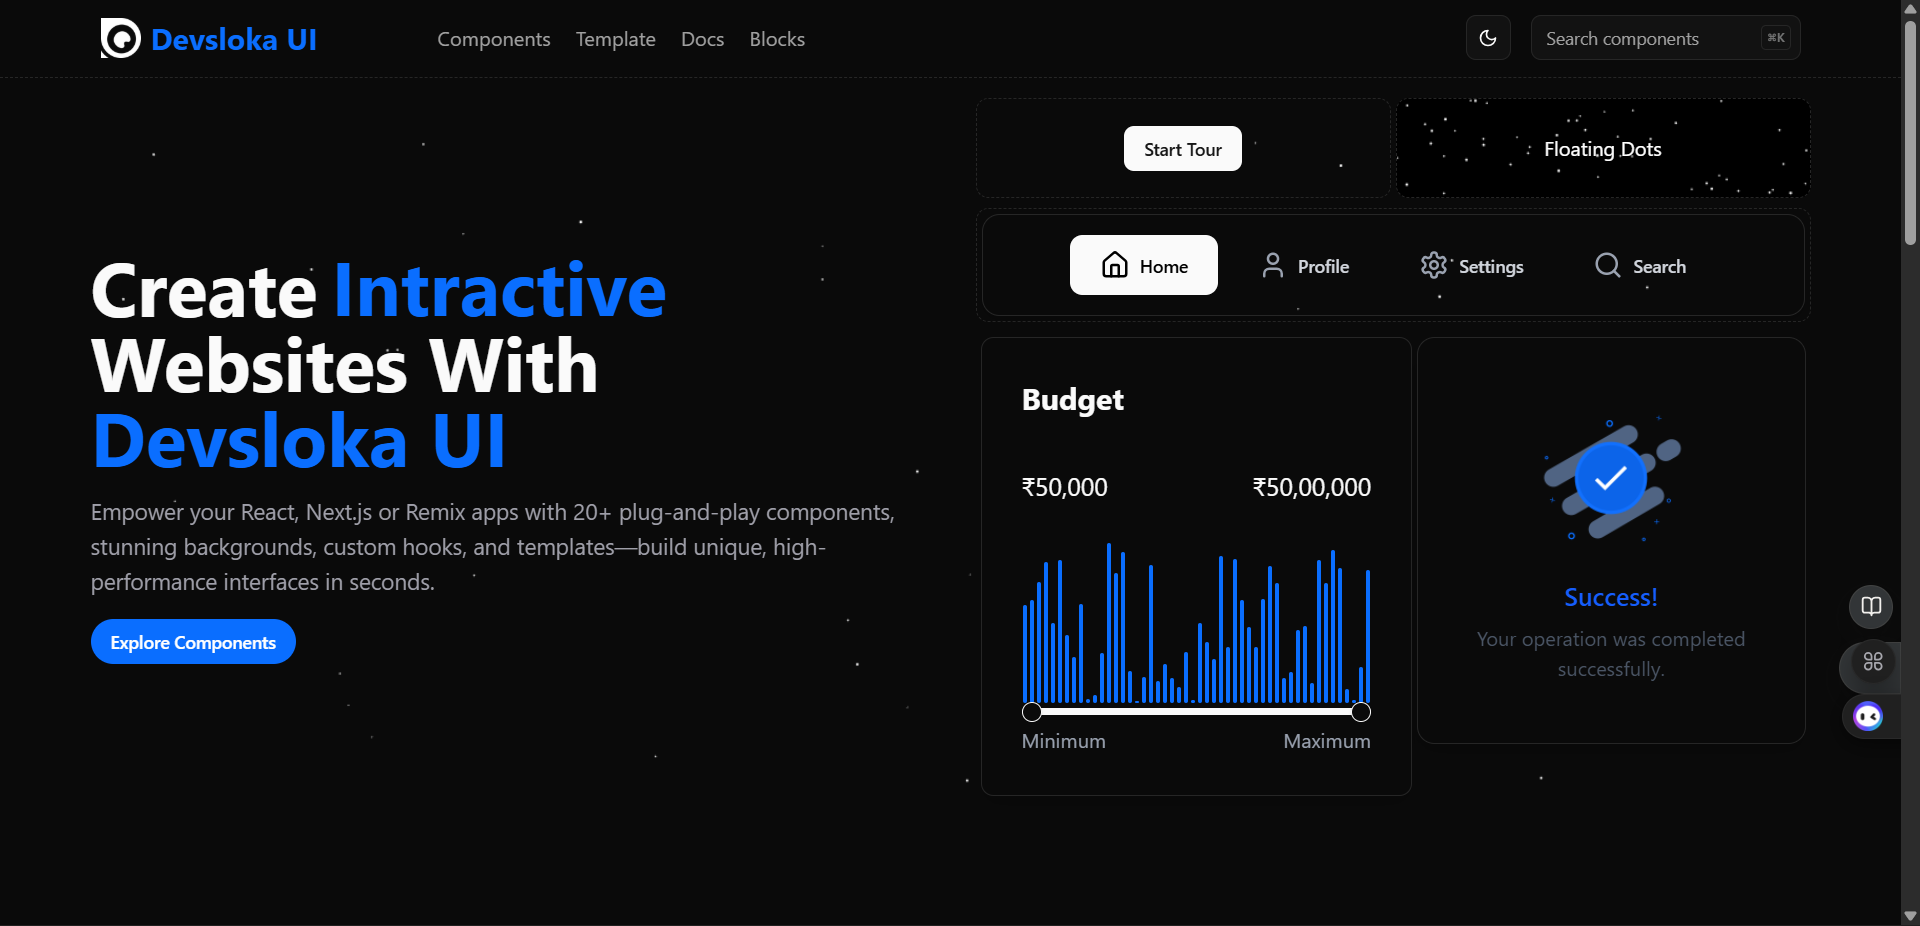 Devsloka UI
Components
Template
Docs
Blocks
Search components
⌘K
Create Intractive
Websites With
Devsloka UI
Empower your React, Next.js or Remix apps with 20+ plug-and-play components,
stunning backgrounds, custom hooks, and templates—build unique, high-
performance interfaces in seconds.
Explore Components
Start Tour
Floating Dots
Home
Profile
Settings
Search
Budget
₹50,000
₹50,00,000
Minimum
Maximum
Success!
Your operation was completed
successfully.